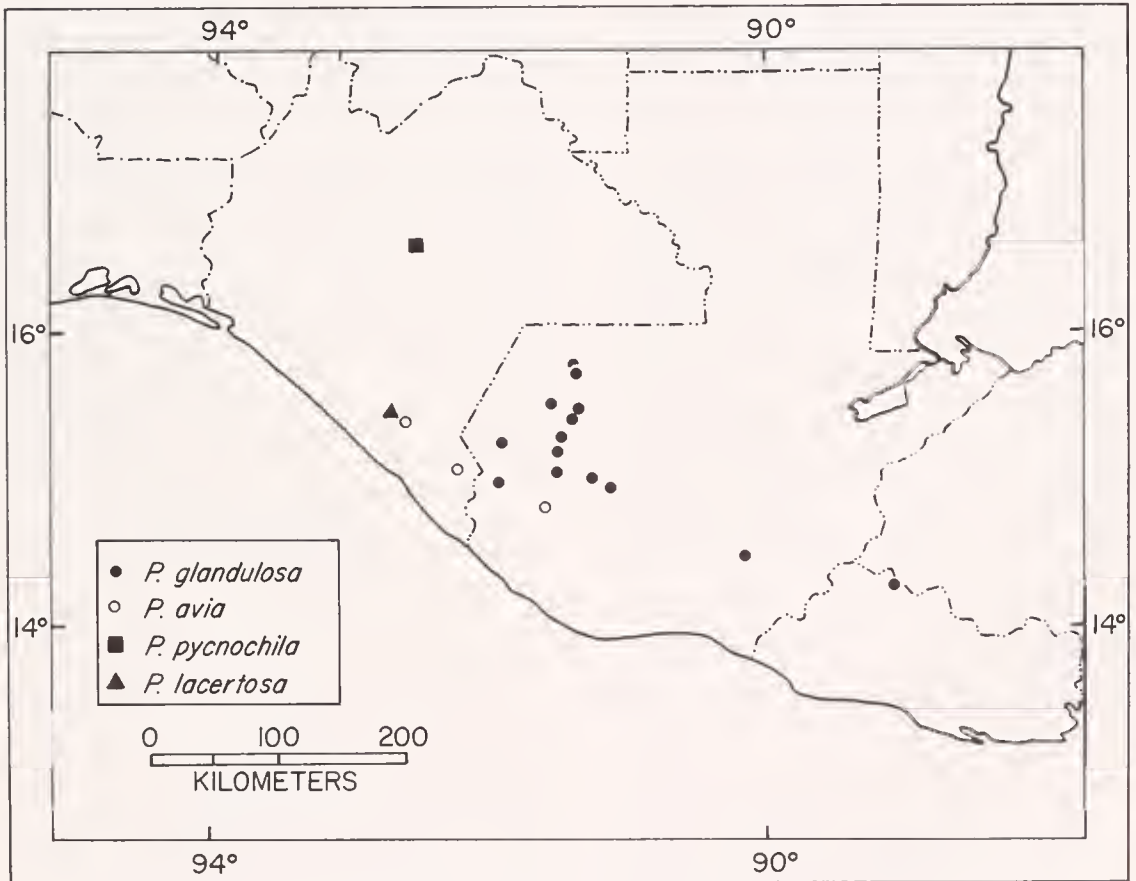 94° 90°
16° 16°
P. glandulosa
P. avia
P. pycnochila
P. lacertosa
14° 14°
0 100 200
KILOMETERS
94° 90°